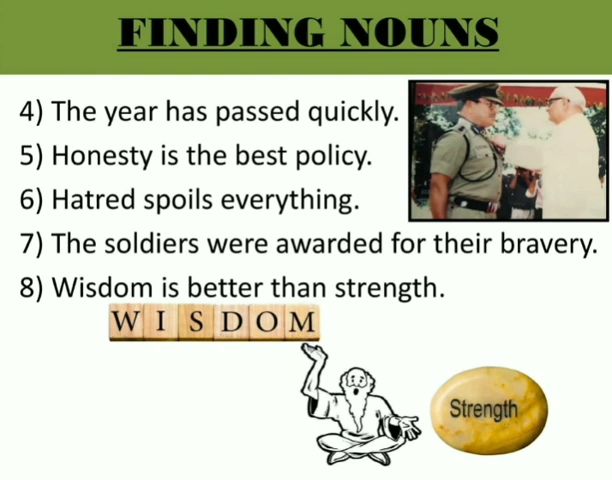 FINDING NOUNS
4) The year has passed quickly.
5) Honesty is the best policy.
6) Hatred spoils everything.
7) The soldiers were awarded for their bravery.
8) Wisdom is better than strength.
WISDOM
Strength